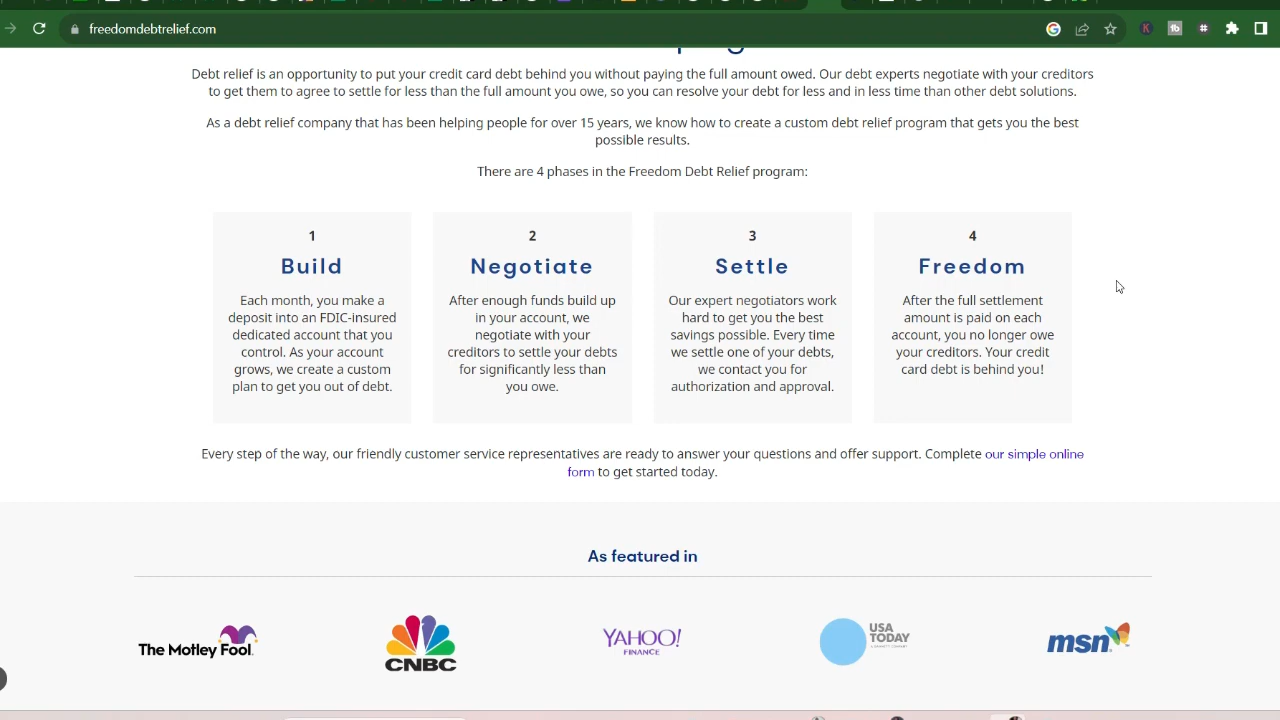 freedomdebtrelief.com
Debt relief is an opportunity to put your credit card debt behind you without paying the full amount owed. Our debt experts negotiate with your creditors
to get them to agree to settle for less than the full amount you owe, so you can resolve your debt for less and in less time than other debt solutions.
As a debt relief company that has been helping people for over 15 years, we know how to create a custom debt relief program that gets you the best
possible results.
There are 4 phases in the Freedom Debt Relief program:
1
Build
Each month, you make a
deposit into an FDIC-insured
dedicated account that you
control. As your account
grows, we create a custom
plan to get you out of debt.
2
Negotiate
After enough funds build up
in your account, we
negotiate with your
creditors to settle your debts
for significantly less than
you owe.
3
Settle
Our expert negotiators work
hard to get you the best
savings possible. Every time
we settle one of your debts,
we contact you for
authorization and approval.
4
Freedom
After the full settlement
amount is paid on each
account, you no longer owe
your creditors. Your credit
card debt is behind you!
Every step of the way, our friendly customer service representatives are ready to answer your questions and offer support. Complete our simple online
form to get started today.
As featured in
The Motley Fool.
CNBC
YAHOO!
FINANCE
USA
TODAY
msn